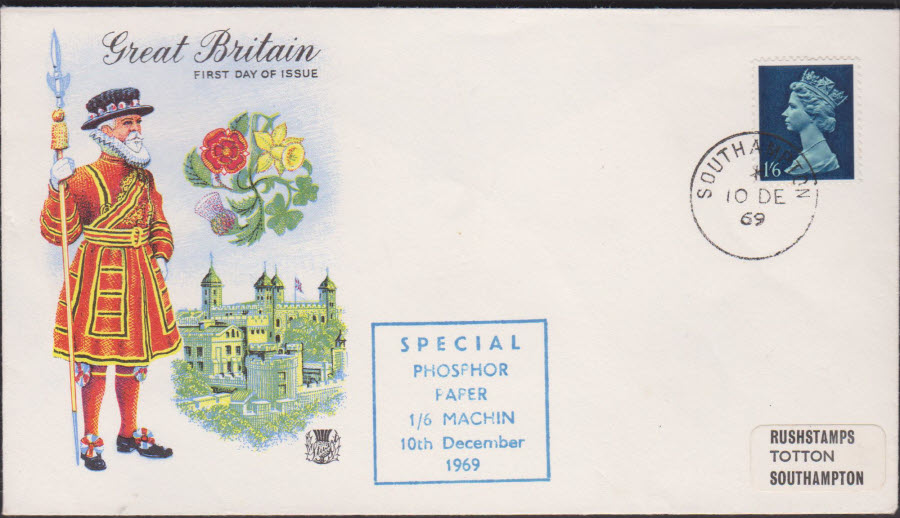 Great Britain
FIRST DAY OF ISSUE
1/6
SOUTHAMPTON
10 DE
69
SPECIAL
PHOSPHOR
PAPER
1/6 MACHIN
10th December
1969
RUSHSTAMPS
TOTTON
SOUTHAMPTON